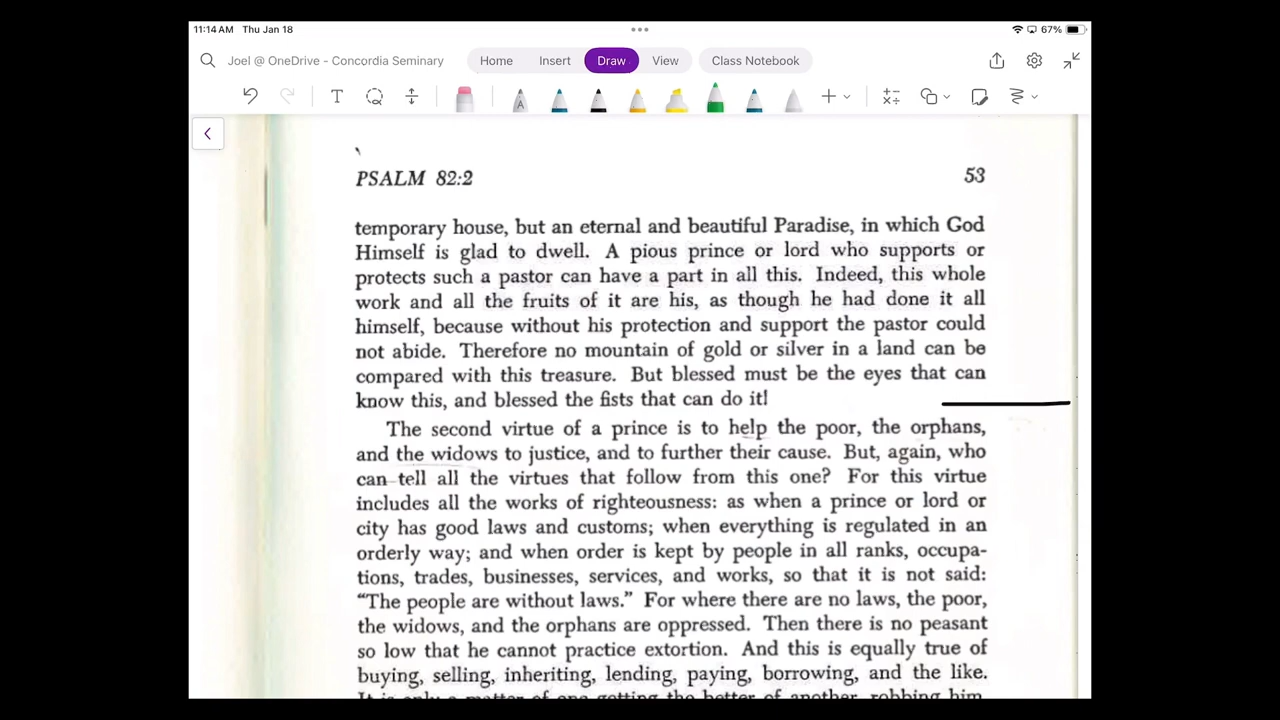 11:14 AM Thu Jan 18
67%
Joel @ OneDrive - Concordia Seminary
Home
Insert
Draw
View
Class Notebook
PSALM 82:2
53
temporary house, but an eternal and beautiful Paradise, in which God
Himself is glad to dwell. A pious prince or lord who supports or
protects such a pastor can have a part in all this. Indeed, this whole
work and all the fruits of it are his, as though he had done it all
himself, because without his protection and support the pastor could
not abide. Therefore no mountain of gold or silver in a land can be
compared with this treasure. But blessed must be the eyes that can
know this, and blessed the fists that can do it!
The second virtue of a prince is to help the poor, the orphans,
and the widows to justice, and to further their cause. But, again, who
can tell all the virtues that follow from this one? For this virtue
includes all the works of righteousness: as when a prince or lord or
city has good laws and customs; when everything is regulated in an
orderly way; and when order is kept by people in all ranks, occupa-
tions, trades, businesses, services, and works, so that it is not said:
“The people are without laws.” For where there are no laws, the poor,
the widows, and the orphans are oppressed. Then there is no peasant
so low that he cannot practice extortion. And this is equally true of
buying, selling, inheriting, lending, paying, borrowing, and the like.
It is only a matter of one getting the better of another, robbing him,